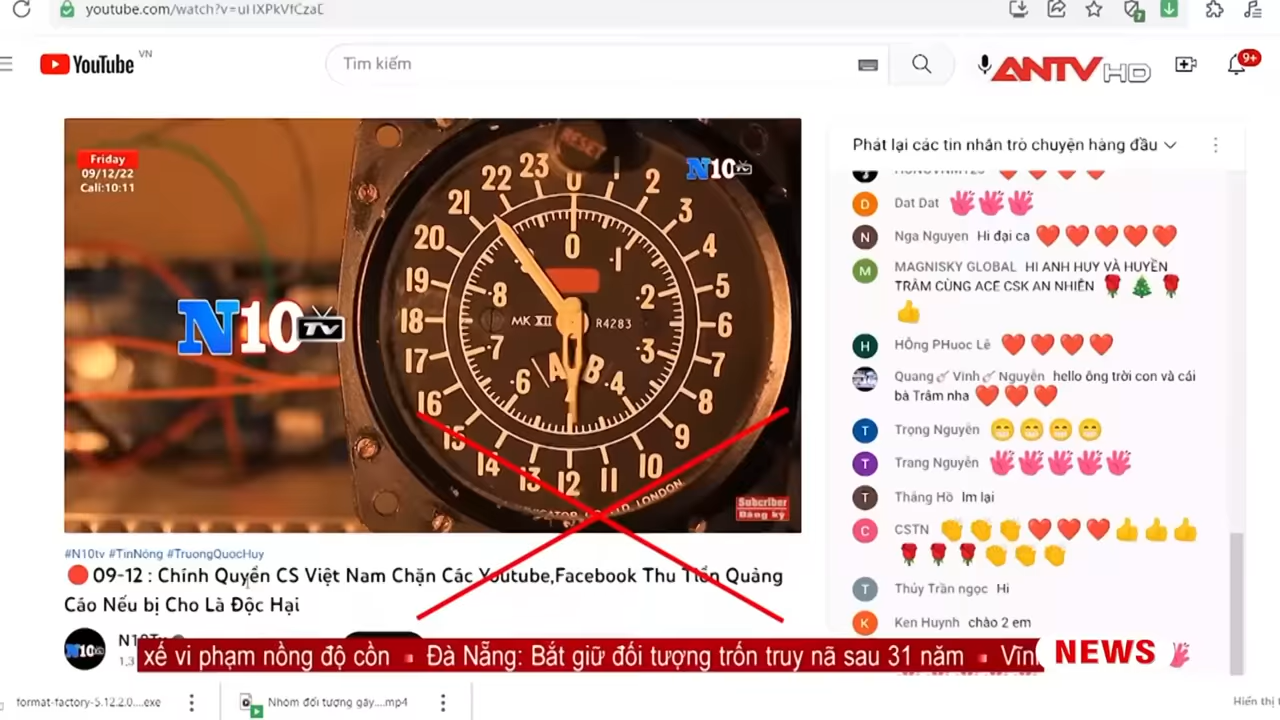 youtube.com/watch?v=
YouTube VN
Tìm kiếm
ANTV HD
9+
7
Friday
09/12/22
Cali:10:11
N10 TV
RESET
23 0 1 2 3 4 5 6 7 8 9 10 11 12 13 14 15 16 17 18 19 20 21 22
0 1 2 3 4 5 6 7 8
MK XII R4283
A B
LONDON
N10 TV
Subcriber
Đăng ký
#N10tv #TinNóng #TruongQuocHuy
09-12 : Chính Quyền CS Việt Nam Chặn Các Youtube,Facebook Thu Tiền Quảng
Cáo Nếu bị Cho Là Độc Hại
N10
N10Tv
Phát lại các tin nhắn trò chuyện hàng đầu
Dat Dat
Nga Nguyen Hi đại ca
MAGNISKY GLOBAL HI ANH HUY VÀ HUYỀN
TRÂM CÙNG ACE CSK AN NHIÊN
HỒng PHuoc Lê
Quang Vinh Nguyễn hello ông trời con và cái
bà Trâm nha
Trọng Nguyên
Trang Nguyễn
Thăng Hồ Im lại
CSTN
Thủy Trần ngọc Hi
Ken Huynh chào 2 em
xế vi phạm nồng độ cồn ▪ Đà Nẵng: Bắt giữ đối tượng trốn truy nã sau 31 năm ▪
NEWS
format-factory-5.12.2.0....exe
Nhom đối tượng gây....mp4
Hiển thị